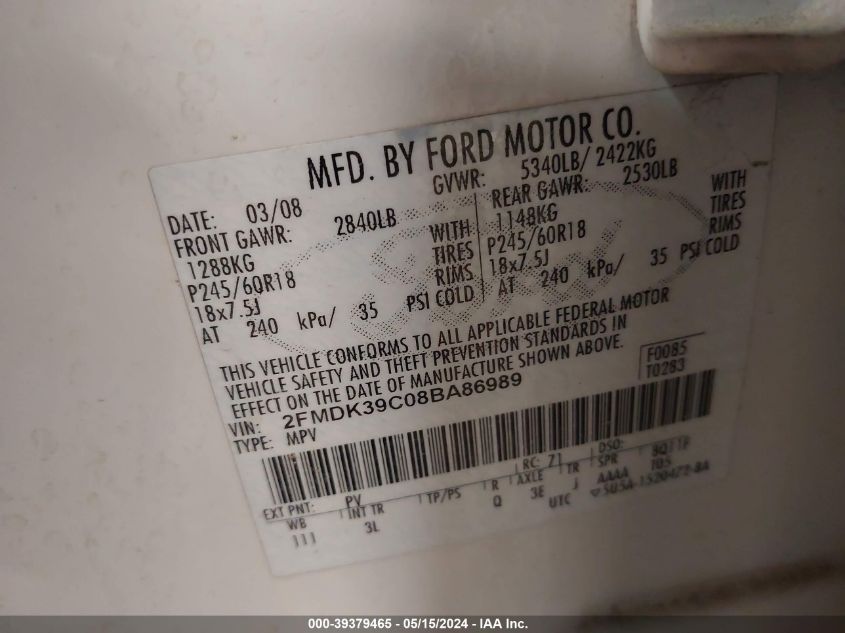 MFD. BY FORD MOTOR CO.
DATE: 03/08 GVWR: 5340LB/ 2422KG
FRONT GAWR: 2840LB REAR GAWR: 2530LB
1288KG WITH 1148KG WITH
P245/60R18 TIRES P245/60R18 TIRES
18x7.5J RIMS 18x7.5J RIMS
AT 240 kPa/ 35 PSI COLD AT 240 kPa/ 35 PSI COLD
THIS VEHICLE CONFORMS TO ALL APPLICABLE FEDERAL MOTOR
VEHICLE SAFETY AND THEFT PREVENTION STANDARDS IN
EFFECT ON THE DATE OF MANUFACTURE SHOWN ABOVE.
VIN: 2FMDK39C08BA86989 F0085
TYPE: MPV T0283
EXT PNT: PV RC: 71 DSO:
WB INT TR TP/PS R AXLE TR SPR
111 3L Q 3E J AAAA
UTC
000-39379465 - 05/15/2024 - IAA Inc.